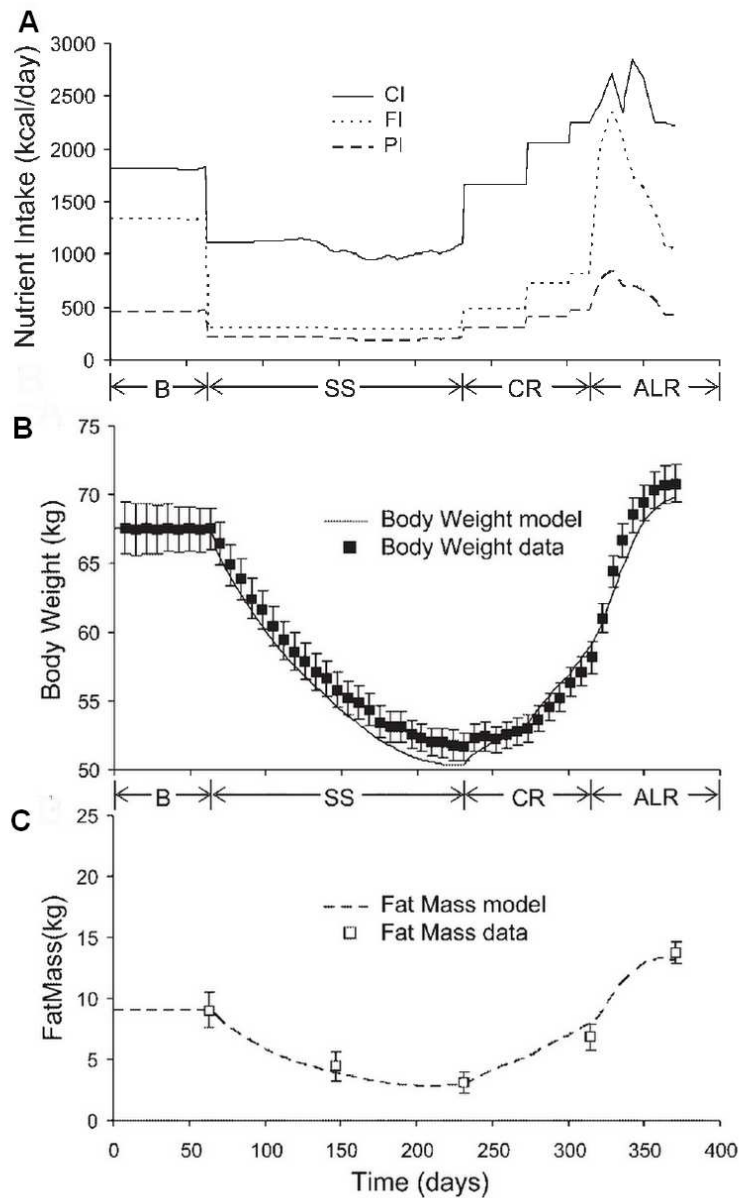 A
Nutrient Intake (kcal/day)
3000
2500
2000
1500
1000
500
0
CI
FI
PI
B SS CR ALR
B
Body Weight (kg)
75
70
65
60
55
50
Body Weight model
Body Weight data
B SS CR ALR
C
FatMass(kg)
25
20
15
10
5
0
Fat Mass model
Fat Mass data
0 50 100 150 200 250 300 350 400
Time (days)